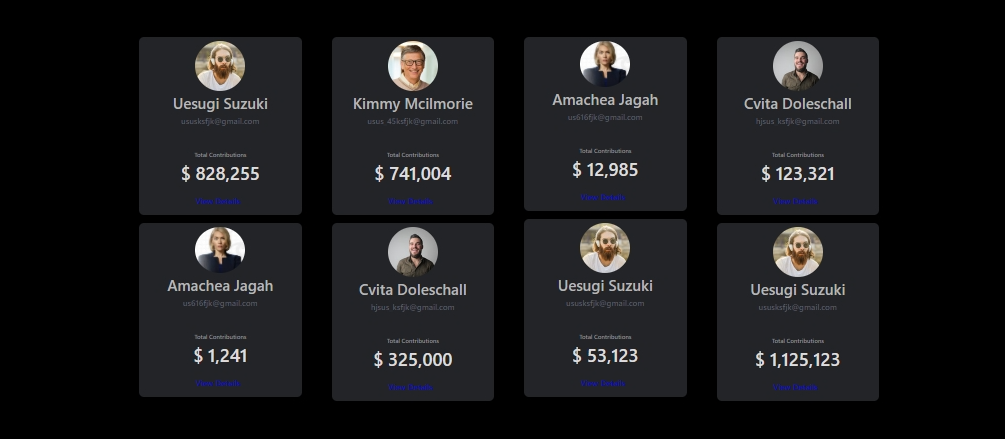 Uesugi Suzuki
ususksfjk@gmail.com
Total Contributions
$ 828,255
View Details
Kimmy Mcilmorie
usus_45ksfjk@gmail.com
Total Contributions
$ 741,004
View Details
Amachea Jagah
us616fjk@gmail.com
Total Contributions
$ 12,985
View Details
Cvita Doleschall
hjsus_ksfjk@gmail.com
Total Contributions
$ 123,321
View Details
Amachea Jagah
us616fjk@gmail.com
Total Contributions
$ 1,241
View Details
Cvita Doleschall
hjsus_ksfjk@gmail.com
Total Contributions
$ 325,000
View Details
Uesugi Suzuki
ususksfjk@gmail.com
Total Contributions
$ 53,123
View Details
Uesugi Suzuki
ususksfjk@gmail.com
Total Contributions
$ 1,125,123
View Details